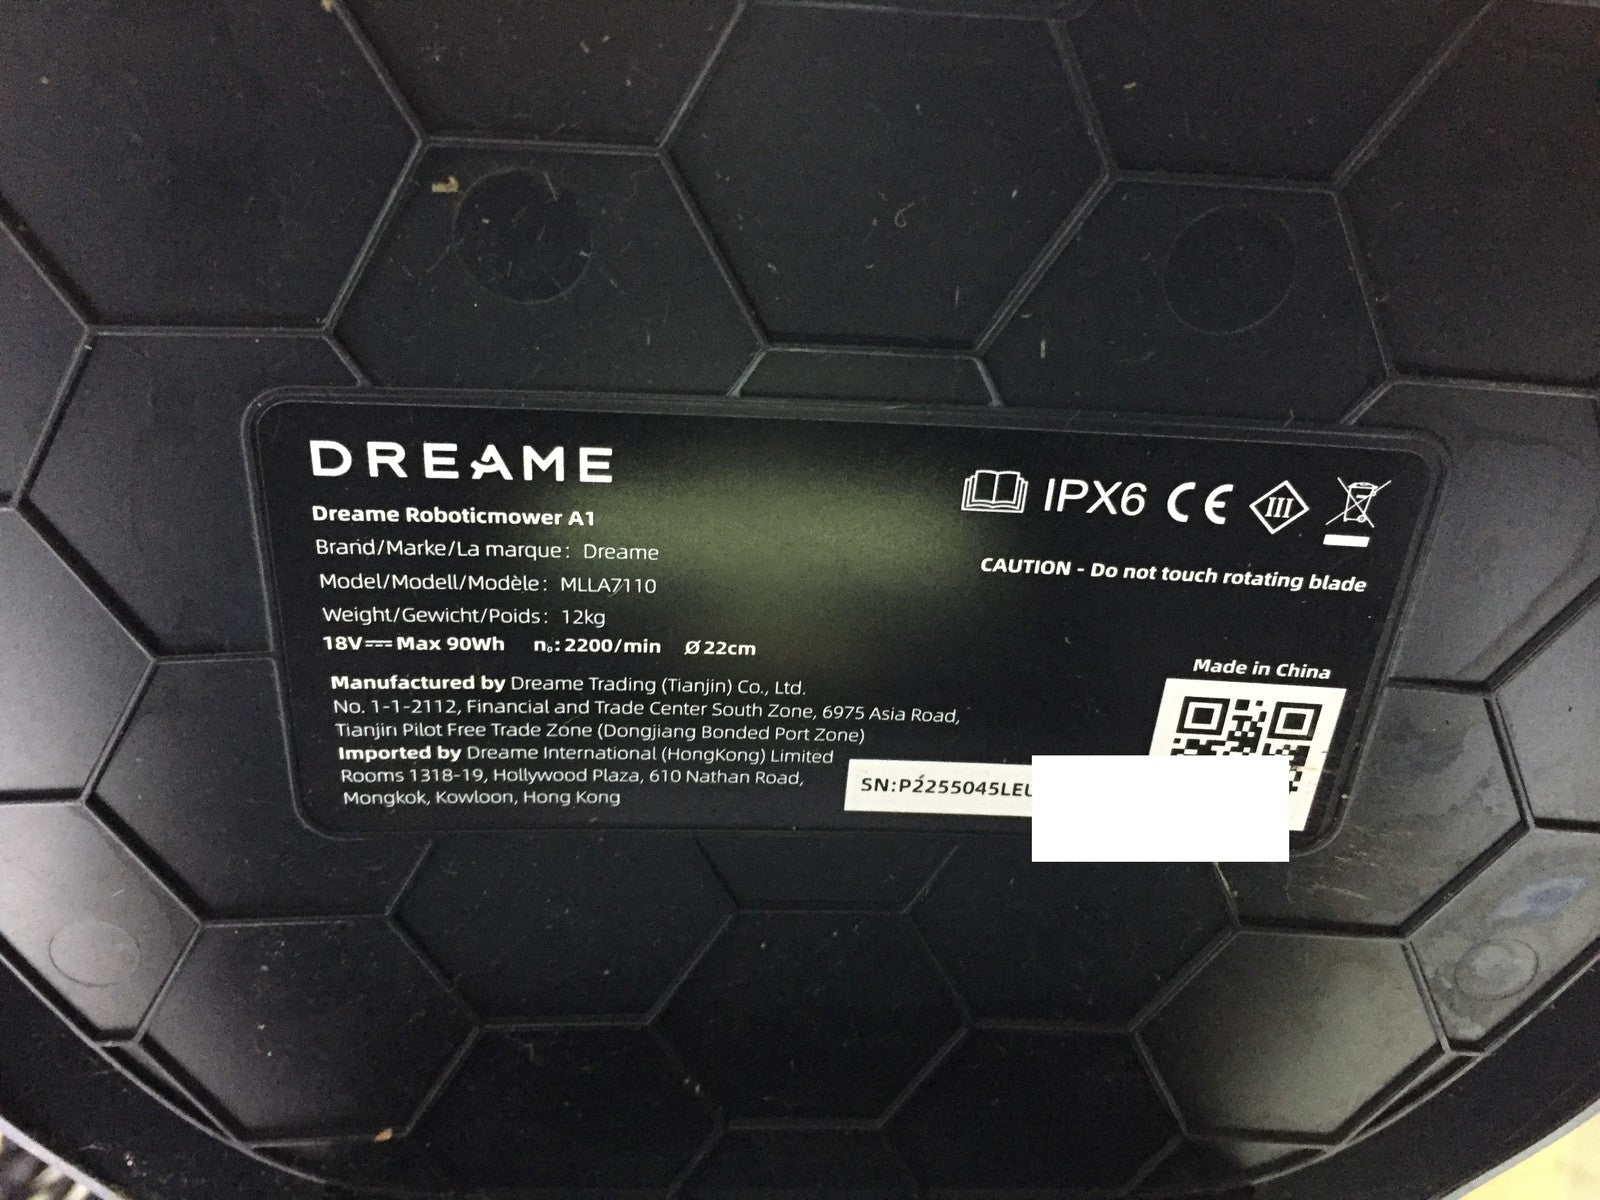 DREAME
Dreame Roboticmower A1
Brand/Marke/La marque: Dreame
Model/Modell/Modèle: MLLA7110
Weight/Gewicht/Poids: 12kg
18V⎓Max 90Wh n₀: 2200/min Ø 22cm
Manufactured by Dreame Trading (Tianjin) Co., Ltd.
No. 1-1-2112, Financial and Trade Center South Zone, 6975 Asia Road,
Tianjin Pilot Free Trade Zone (Dongjiang Bonded Port Zone)
Imported by Dreame International (HongKong) Limited
Rooms 1318-19, Hollywood Plaza, 610 Nathan Road,
Mongkok, Kowloon, Hong Kong
IPX6 CE III
CAUTION - Do not touch rotating blade
Made in China
SN:P2255045LEU